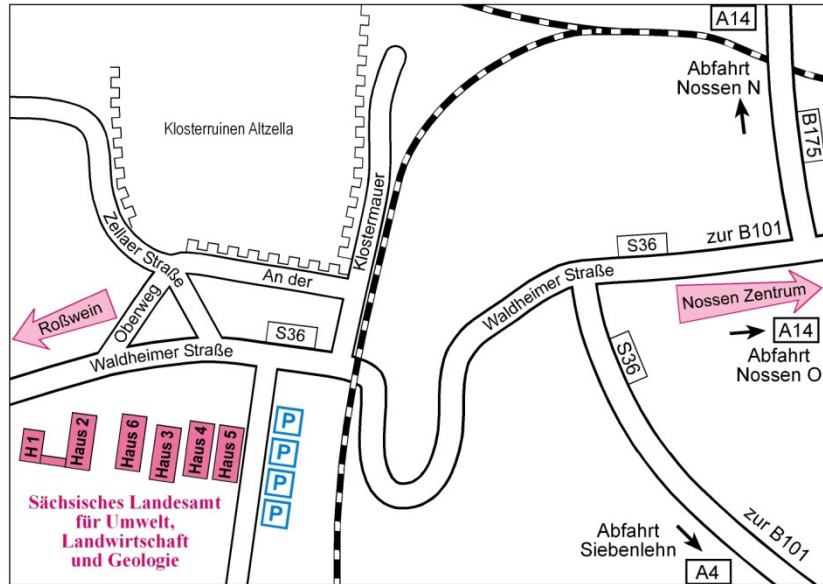 A14
Abfahrt
Nossen N
B175
Klosterruinen Altzella
Klostermauer
Zellaer Straße
An der
S36
zur B101
Waldheimer Straße
Nossen Zentrum
Roßwein
Oberweg
S36
Waldheimer Straße
A14
Abfahrt
Nossen O
S36
H 1
Haus 2
Haus 6
Haus 3
Haus 4
Haus 5
P
P
P
P
Sächsisches Landesamt
für Umwelt,
Landwirtschaft
und Geologie
Abfahrt
Siebenlehn
zur B101
A4